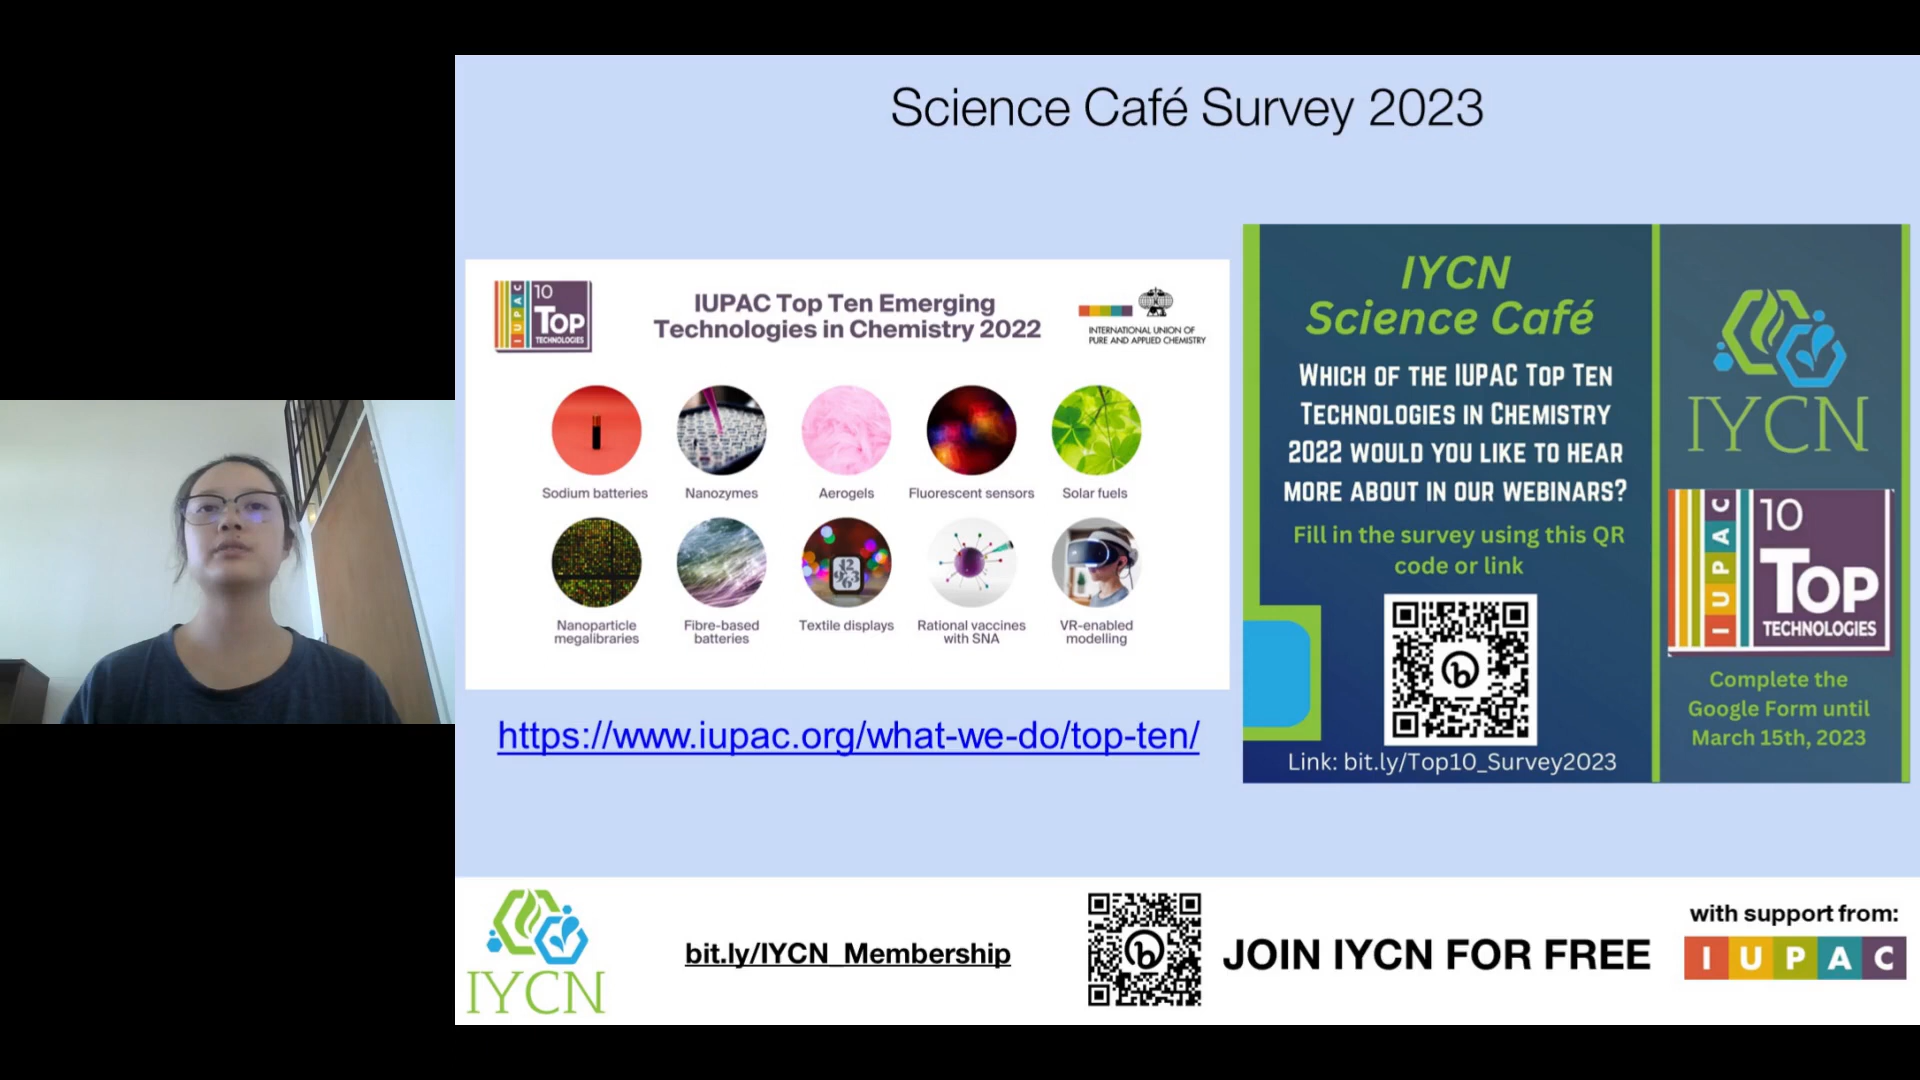 Science Café Survey 2023
IUPAC
10
TOP
TECHNOLOGIES
IUPAC Top Ten Emerging
Technologies in Chemistry 2022
INTERNATIONAL UNION OF
PURE AND APPLIED CHEMISTRY
Sodium batteries
Nanozymes
Aerogels
Fluorescent sensors
Solar fuels
Nanoparticle
megalibraries
Fibre-based
batteries
Textile displays
Rational vaccines
with SNA
VR-enabled
modelling
https://www.iupac.org/what-we-do/top-ten/
IYCN
Science Café
WHICH OF THE IUPAC TOP TEN
TECHNOLOGIES IN CHEMISTRY
2022 WOULD YOU LIKE TO HEAR
MORE ABOUT IN OUR WEBINARS?
Fill in the survey using this QR
code or link
Link: bit.ly/Top10_Survey2023
IYCN
IUPAC
10
TOP
TECHNOLOGIES
Complete the
Google Form until
March 15th, 2023
IYCN
bit.ly/IYCN_Membership
JOIN IYCN FOR FREE
with support from:
IUPAC